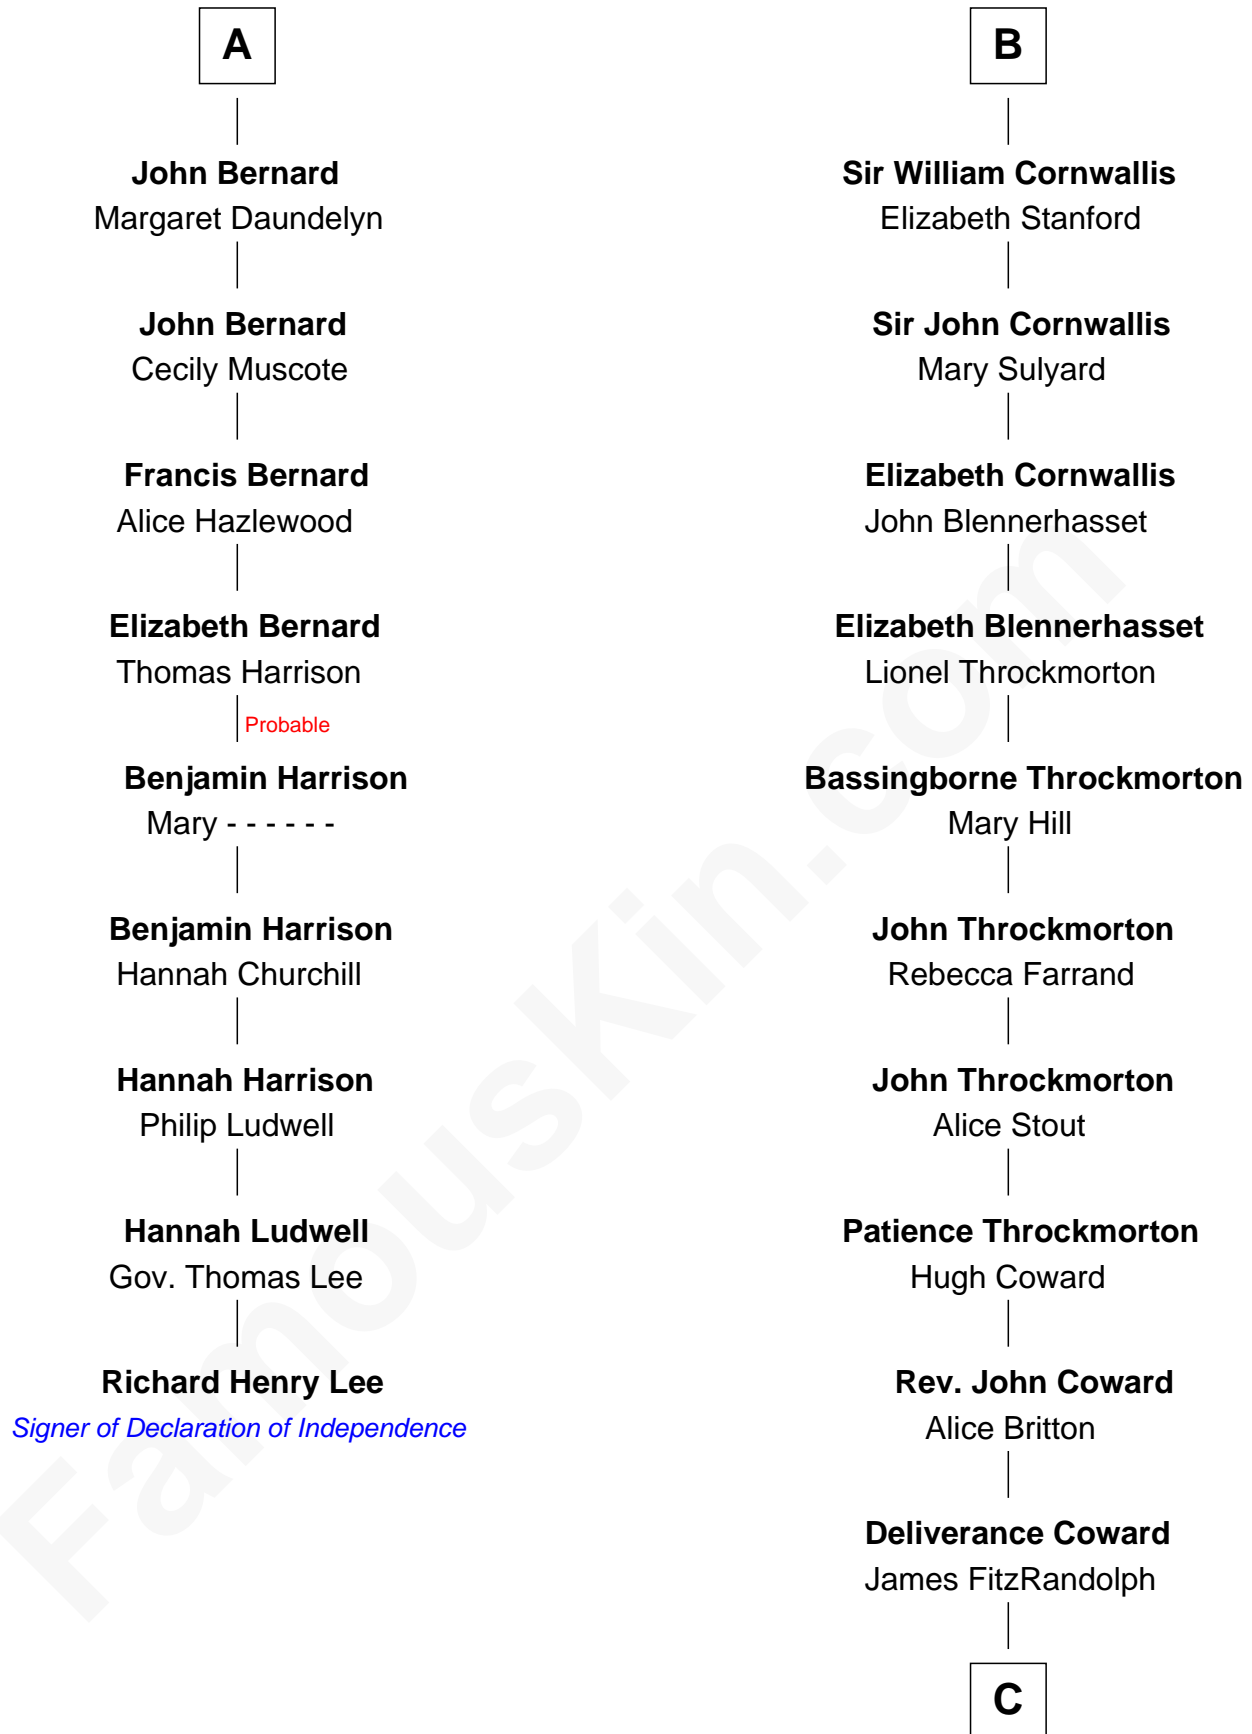 A
John Bernard
Margaret Daundelyn
John Bernard
Cecily Muscote
Francis Bernard
Alice Hazlewood
Elizabeth Bernard
Thomas Harrison
Probable
Benjamin Harrison
Mary - - - - - -
Benjamin Harrison
Hannah Churchill
Hannah Harrison
Philip Ludwell
Hannah Ludwell
Gov. Thomas Lee
Richard Henry Lee
Signer of Declaration of Independence
B
Sir William Cornwallis
Elizabeth Stanford
Sir John Cornwallis
Mary Sulyard
Elizabeth Cornwallis
John Blennerhasset
Elizabeth Blennerhasset
Lionel Throckmorton
Bassingborne Throckmorton
Mary Hill
John Throckmorton
Rebecca Farrand
John Throckmorton
Alice Stout
Patience Throckmorton
Hugh Coward
Rev. John Coward
Alice Britton
Deliverance Coward
James FitzRandolph
C
FamousKin.com